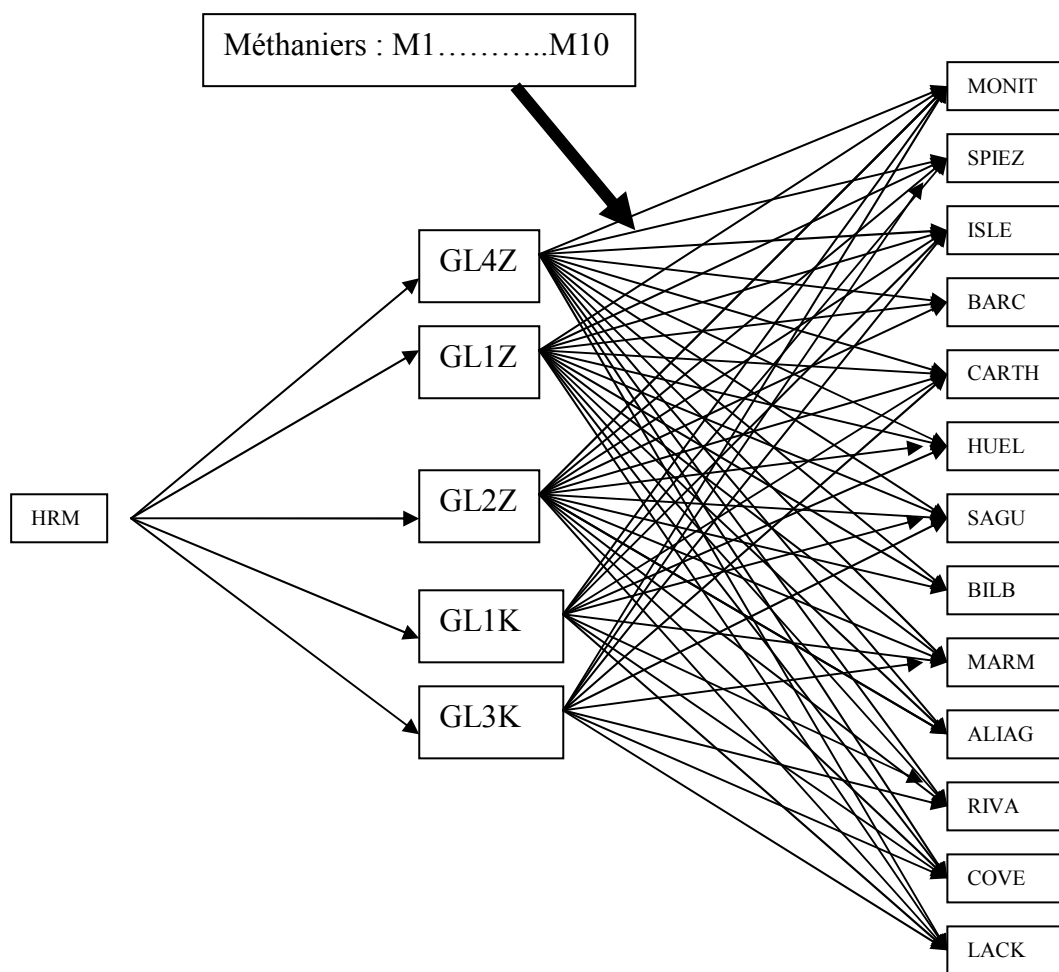 Méthaniers : M1………..M10
MONIT
SPIEZ
ISLE
BARC
CARTH
HUEL
SAGU
BILB
MARM
ALIAG
RIVA
COVE
LACK
GL4Z
GL1Z
GL2Z
GL1K
GL3K
HRM